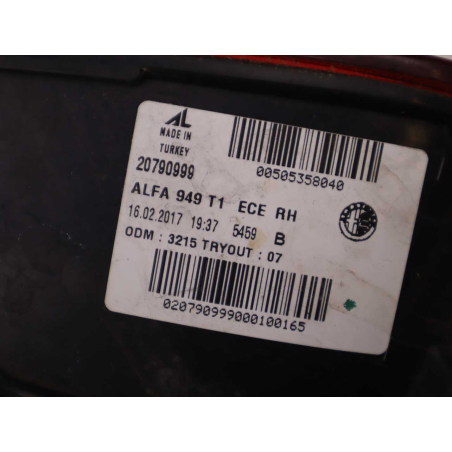 AL
MADE IN
TURKEY
20790999
00505358040
ALFA 949 T1 ECE RH
16.02.2017 19:37 5459 B
ODM : 3215 TRYOUT : 07
020790999000100165